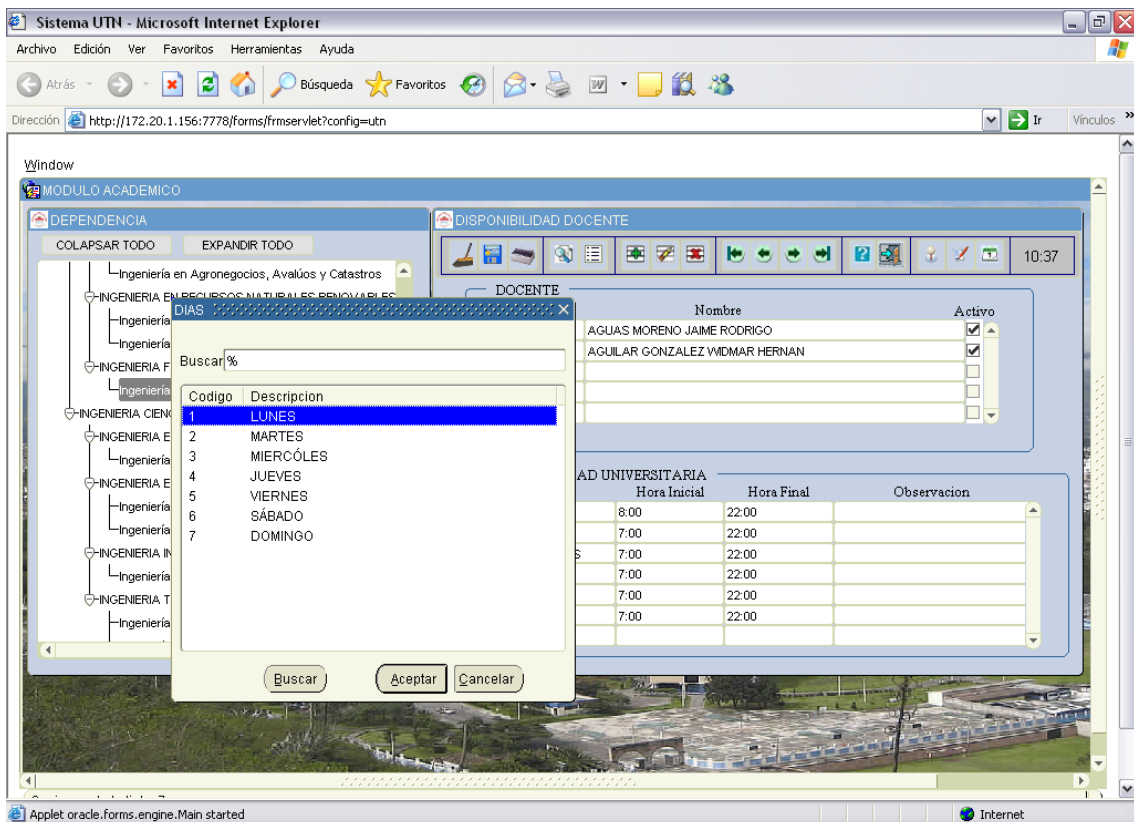 Sistema UTN - Microsoft Internet Explorer
Archivo Edición Ver Favoritos Herramientas Ayuda
Atrás Búsqueda Favoritos
Dirección http://172.20.1.156:7778/forms/frmservlet?config=utn Ir Vínculos »
Window
MODULO ACADEMICO
DEPENDENCIA
COLAPSAR TODO EXPANDIR TODO
Ingeniería en Agronegocios, Avalúos y Catastros
INGENIERIA EN RECURSOS NATURALES RENOVABLES
Ingeniería
Ingeniería
INGENIERIA F
Ingeniería
INGENIERIA CIEN
INGENIERIA E
Ingeniería
INGENIERIA E
Ingeniería
Ingeniería
INGENIERIA IN
Ingeniería
INGENIERIA T
Ingeniería
DIAS
Buscar %
Codigo Descripcion
1 LUNES
2 MARTES
3 MIERCÓLES
4 JUEVES
5 VIERNES
6 SÁBADO
7 DOMINGO
Buscar Aceptar Cancelar
DISPONIBILIDAD DOCENTE
10:37
DOCENTE
Nombre Activo
AGUAS MORENO JAIME RODRIGO
AGUILAR GONZALEZ WIDMAR HERNAN
AD UNIVERSITARIA
Hora Inicial Hora Final Observacion
8:00 22:00
7:00 22:00
S 7:00 22:00
7:00 22:00
7:00 22:00
7:00 22:00
Applet oracle.forms.engine.Main started Internet